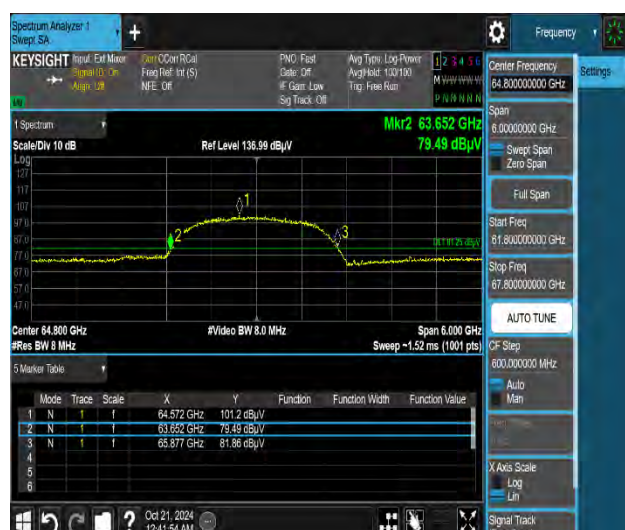 Spectrum Analyzer 1
Swept SA
+
Frequency
KEYSIGHT Input: Ext Mixer
Align: Off
CCorr RCal
Freq Ref: Int (S)
NFE: Off
PNO: Fast
Gate: Off
IF Gain: Low
Sig Track: Off
Avg Type: Log-Power
Avg|Hold: 100/100
Trig: Free Run
1 2 3 4 5 6
M W W W W W
P N N N N N
Center Frequency
64.800000000 GHz
Settings
Span
6.00000000 GHz
Swept Span
Zero Span
Full Span
Start Freq
61.800000000 GHz
Stop Freq
67.800000000 GHz
AUTO TUNE
CF Step
600.000000 MHz
Auto
Man
X Axis Scale
Log
Lin
Signal Track
1 Spectrum
Scale/Div 10 dB
Ref Level 136.99 dBµV
Mkr2 63.652 GHz
79.49 dBµV
Log
127
117
107
97.0
87.0
77.0
67.0
57.0
47.0
1
2
3
Center 64.800 GHz
#Res BW 8 MHz
#Video BW 8.0 MHz
Span 6.000 GHz
Sweep ~1.52 ms (1001 pts)
5 Marker Table
Mode Trace Scale X Y Function Function Width Function Value
1 N 1 f 64.572 GHz 101.2 dBµV
2 N 1 f 63.652 GHz 79.49 dBµV
3 N 1 f 65.877 GHz 81.86 dBµV
4
5
6
?
Oct 21, 2024
12:41:54 AM